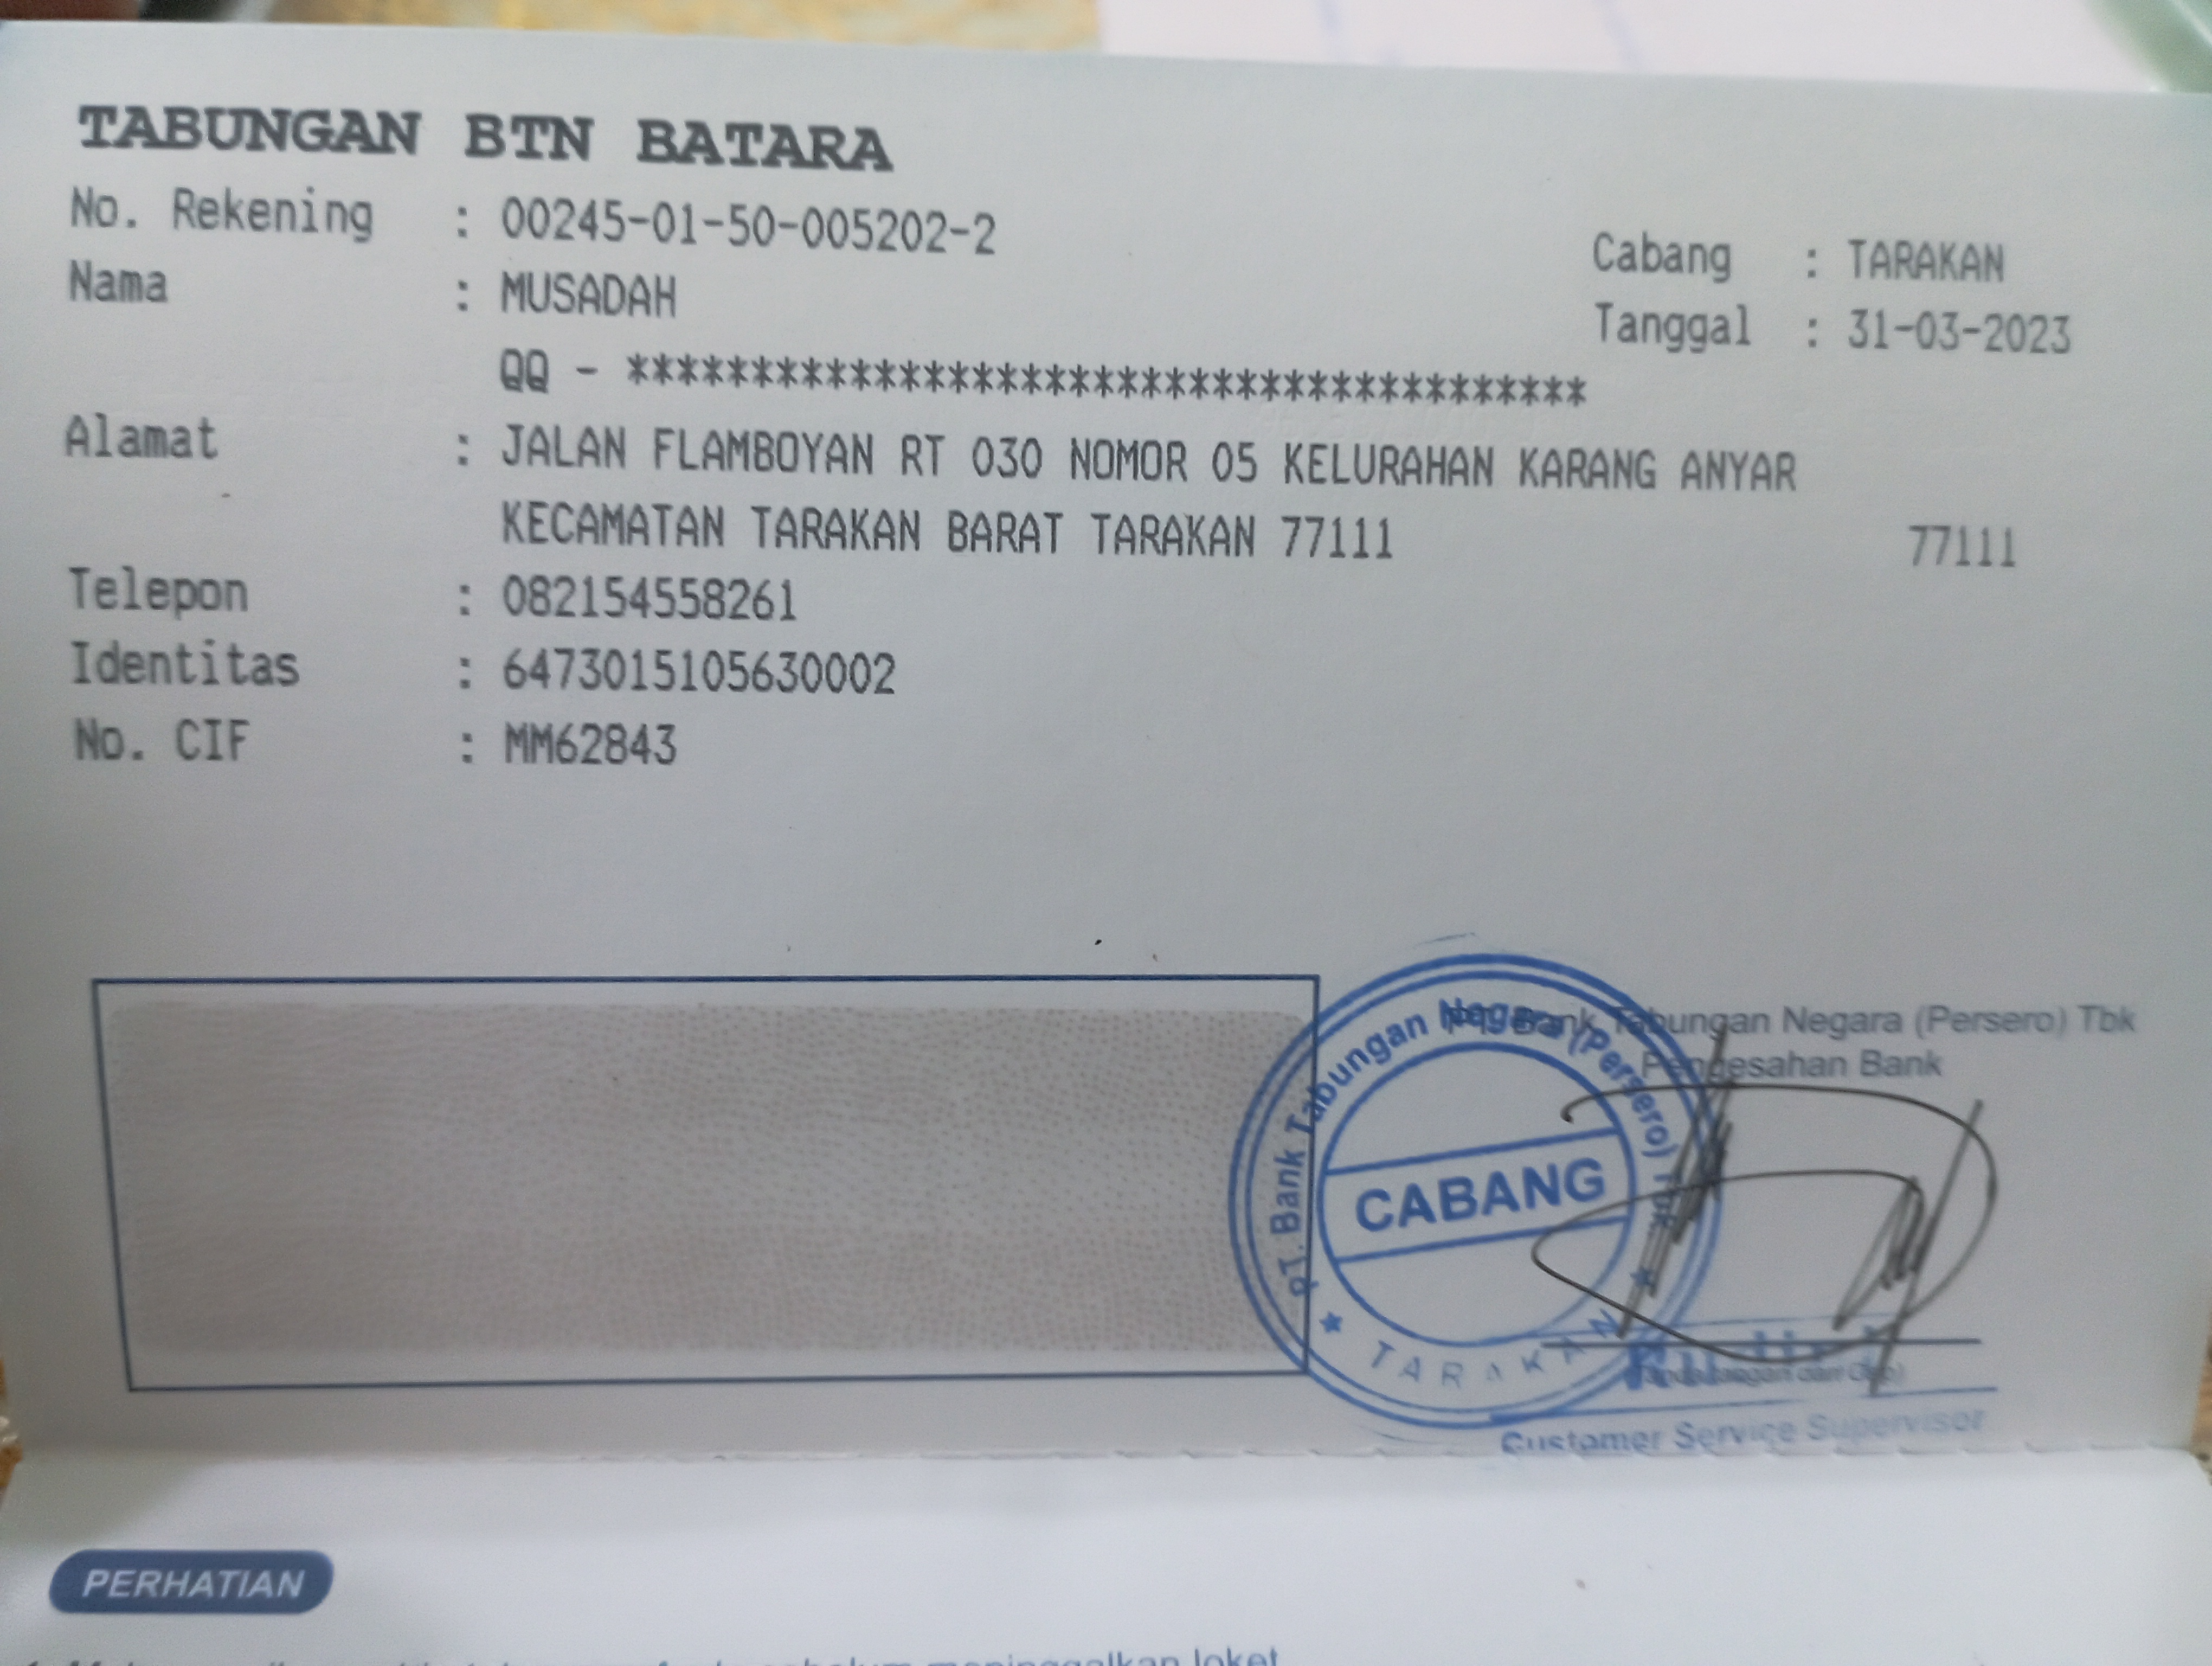 TABUNGAN BTN BATARA
No. Rekening : 00245-01-50-005202-2
Cabang : TARAKAN
Nama : MUSADAH
Tanggal : 31-03-2023
QQ - ***************************************
Alamat : JALAN FLAMBOYAN RT 030 NOMOR 05 KELURAHAN KARANG ANYAR
KECAMATAN TARAKAN BARAT TARAKAN 77111 77111
Telepon : 082154558261
Identitas : 6473015105630002
No. CIF : MM62843
PT. Bank Tabungan Negara (Persero) Tbk
CABANG
TARAKAN
Bank Tabungan Negara (Persero) Tbk
Pengesahan Bank
Customer Service Supervisor
PERHATIAN
meninggalkan loket